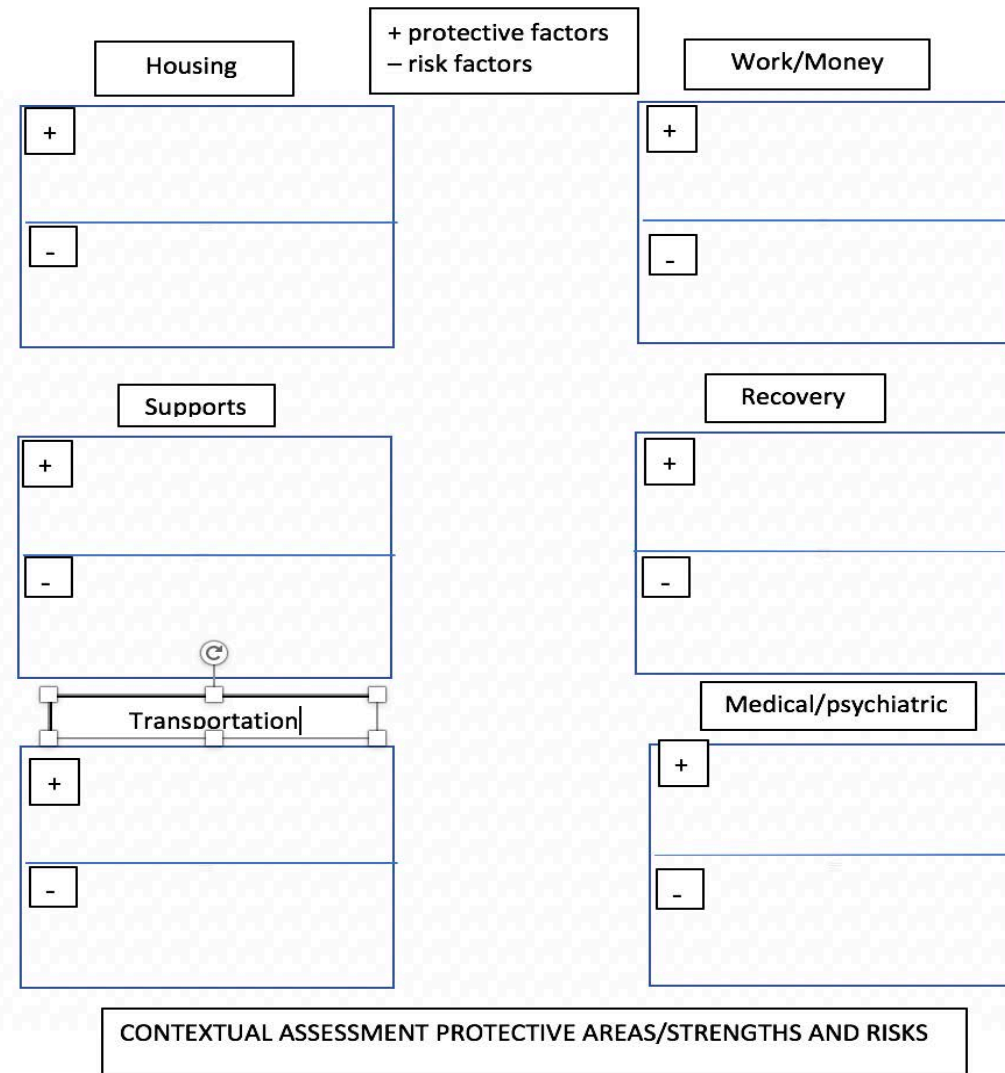 + protective factors
– risk factors
Housing
Work/Money
+
+
-
-
Supports
Recovery
+
+
-
-
Transportation
Medical/psychiatric
+
+
-
-
CONTEXTUAL ASSESSMENT PROTECTIVE AREAS/STRENGTHS AND RISKS